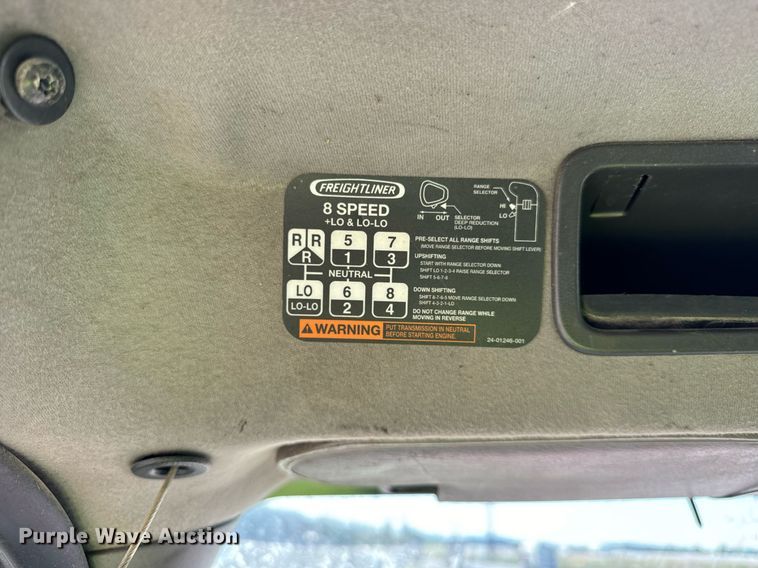 FREIGHTLINER
8 SPEED
+LO & LO-LO
R R
R
5
1
7
3
NEUTRAL
LO
LO-LO
6
2
8
4
IN OUT
SELECTOR
DEEP REDUCTION
(LO-LO)
RANGE
SELECTOR
HI
LO
PRE-SELECT ALL RANGE SHIFTS
(MOVE RANGE SELECTOR BEFORE MOVING SHIFT LEVER)
UPSHIFTING
START WITH RANGE SELECTOR DOWN
SHIFT LO 1-2-3-4 RAISE RANGE SELECTOR
SHIFT 5-6-7-8
DOWN SHIFTING
SHIFT 8-7-6-5 MOVE RANGE SELECTOR DOWN
SHIFT 4-3-2-1-LO
DO NOT CHANGE RANGE WHILE
MOVING IN REVERSE
WARNING
PUT TRANSMISSION IN NEUTRAL
BEFORE STARTING ENGINE.
24-01246-001
Purple Wave Auction